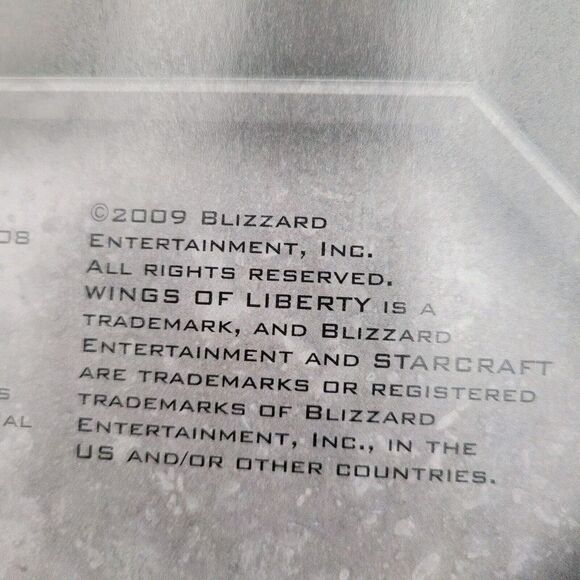 ©2009 BLIZZARD
ENTERTAINMENT, INC.
ALL RIGHTS RESERVED.
WINGS OF LIBERTY IS A
TRADEMARK, AND BLIZZARD
ENTERTAINMENT AND STARCRAFT
ARE TRADEMARKS OR REGISTERED
TRADEMARKS OF BLIZZARD
ENTERTAINMENT, INC., IN THE
US AND/OR OTHER COUNTRIES.